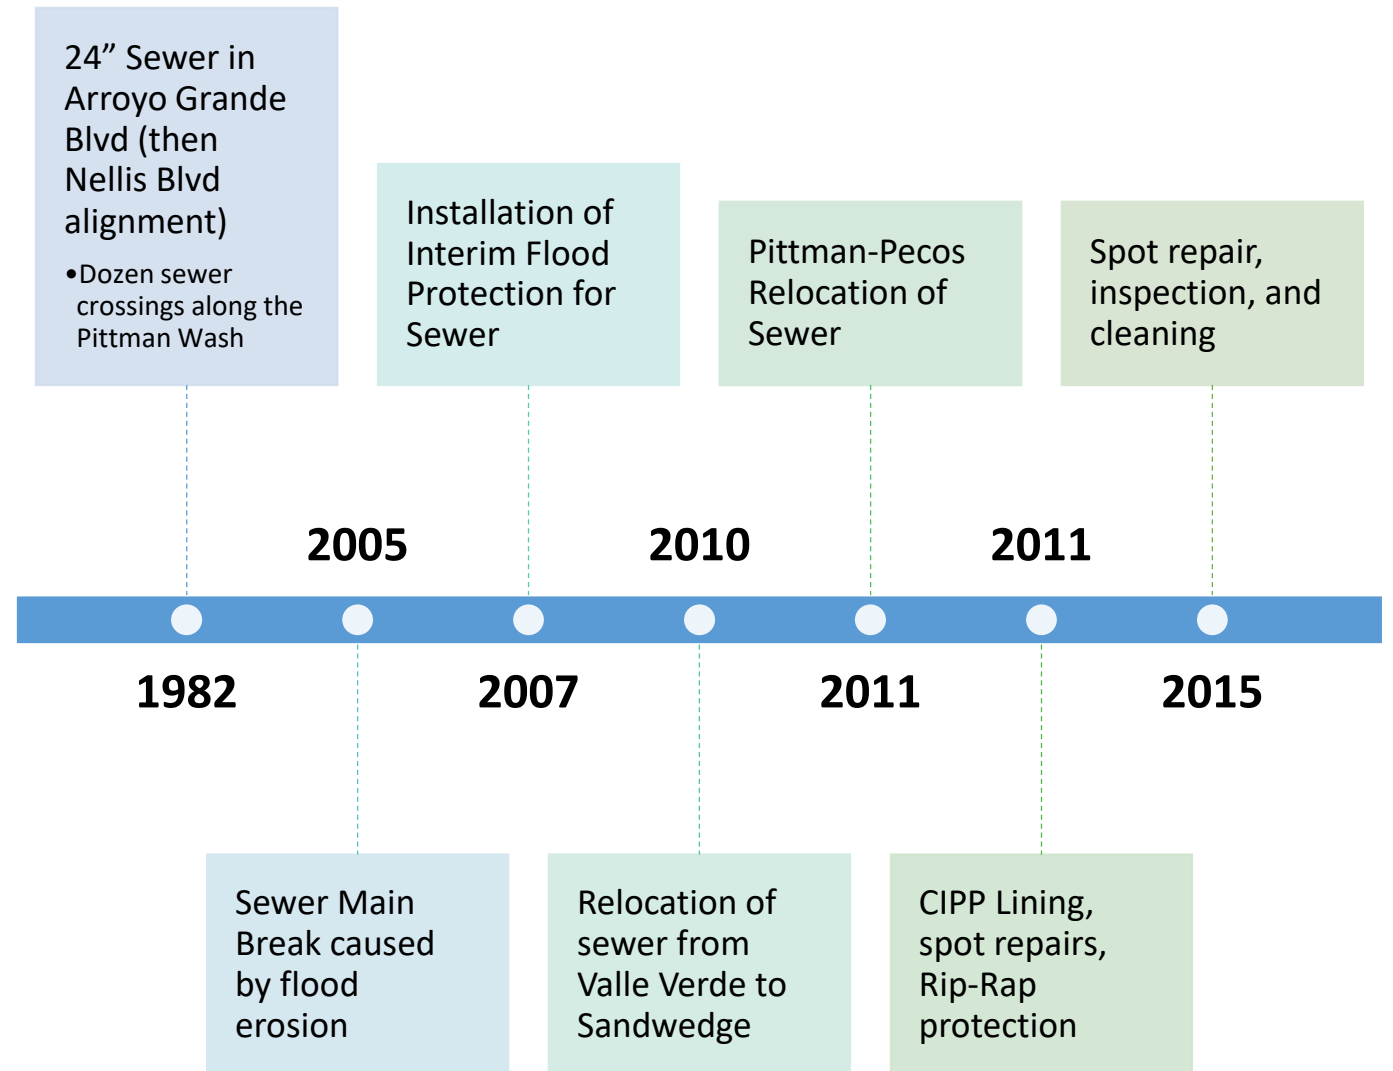 24” Sewer in
Arroyo Grande
Blvd (then
Nellis Blvd
alignment)
•Dozen sewer
crossings along the
Pittman Wash
Installation of
Interim Flood
Protection for
Sewer
Pittman-Pecos
Relocation of
Sewer
Spot repair,
inspection, and
cleaning
2005
2010
2011
1982
2007
2011
2015
Sewer Main
Break caused
by flood
erosion
Relocation of
sewer from
Valle Verde to
Sandwedge
CIPP Lining,
spot repairs,
Rip-Rap
protection